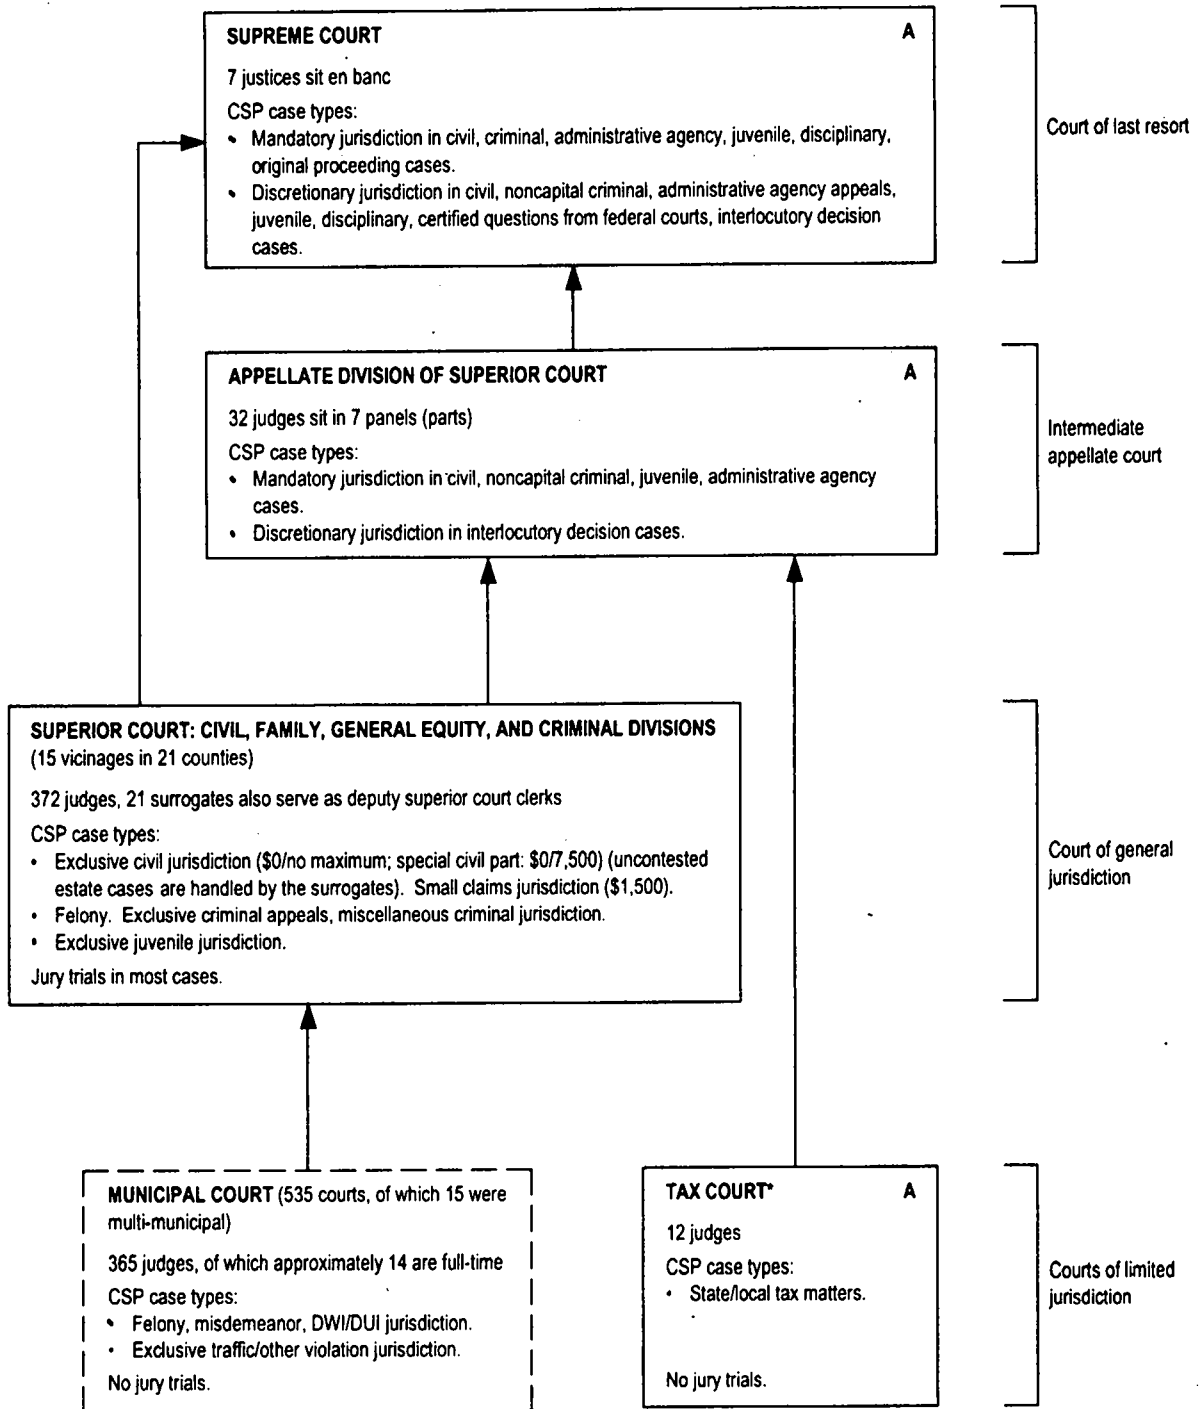 SUPREME COURT A
7 justices sit en banc
CSP case types:
• Mandatory jurisdiction in civil, criminal, administrative agency, juvenile, disciplinary,
original proceeding cases.
• Discretionary jurisdiction in civil, noncapital criminal, administrative agency appeals,
juvenile, disciplinary, certified questions from federal courts, interlocutory decision
cases.
Court of last resort
APPELLATE DIVISION OF SUPERIOR COURT A
32 judges sit in 7 panels (parts)
CSP case types:
• Mandatory jurisdiction in civil, noncapital criminal, juvenile, administrative agency
cases.
• Discretionary jurisdiction in interlocutory decision cases.
Intermediate
appellate court
SUPERIOR COURT: CIVIL, FAMILY, GENERAL EQUITY, AND CRIMINAL DIVISIONS
(15 vicinages in 21 counties)
372 judges, 21 surrogates also serve as deputy superior court clerks
CSP case types:
• Exclusive civil jurisdiction ($0/no maximum; special civil part: $0/7,500) (uncontested
estate cases are handled by the surrogates). Small claims jurisdiction ($1,500).
• Felony. Exclusive criminal appeals, miscellaneous criminal jurisdiction.
• Exclusive juvenile jurisdiction.
Jury trials in most cases.
Court of general
jurisdiction
MUNICIPAL COURT (535 courts, of which 15 were
multi-municipal)
365 judges, of which approximately 14 are full-time
CSP case types:
• Felony, misdemeanor, DWI/DUI jurisdiction.
• Exclusive traffic/other violation jurisdiction.
No jury trials.
TAX COURT* A
12 judges
CSP case types:
• State/local tax matters.
No jury trials.
Courts of limited
jurisdiction